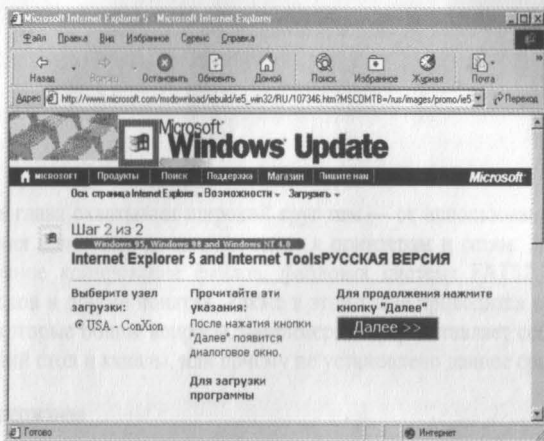 Microsoft Internet Explorer 5 - Microsoft Internet Explorer
Файл Правка Вид Избранное Сервис Справка
Назад Вперед Остановить Обновить Домой Поиск Избранное Журнал Почта
Адрес http://www.microsoft.com/msdownload/iebuild/ie5_win32/RU/107346.htm?MSCOMTB=/rus/images/promo/ie5 Переход
Microsoft
Windows Update
MICROSOFT Продукты Поиск Поддержка Магазин Пишите нам Microsoft
Осн. страница Internet Explorer Возможности Загрузить
Шаг 2 из 2
Windows 95, Windows 98 and Windows NT 4.0
Internet Explorer 5 and Internet ToolsРУССКАЯ ВЕРСИЯ
Выберите узел загрузки:
USA - ConXion
Прочитайте эти указания:
После нажатия кнопки "Далее" появится диалоговое окно.
Для загрузки программы
Для продолжения нажмите кнопку "Далее"
Далее >>
Готово Интернет